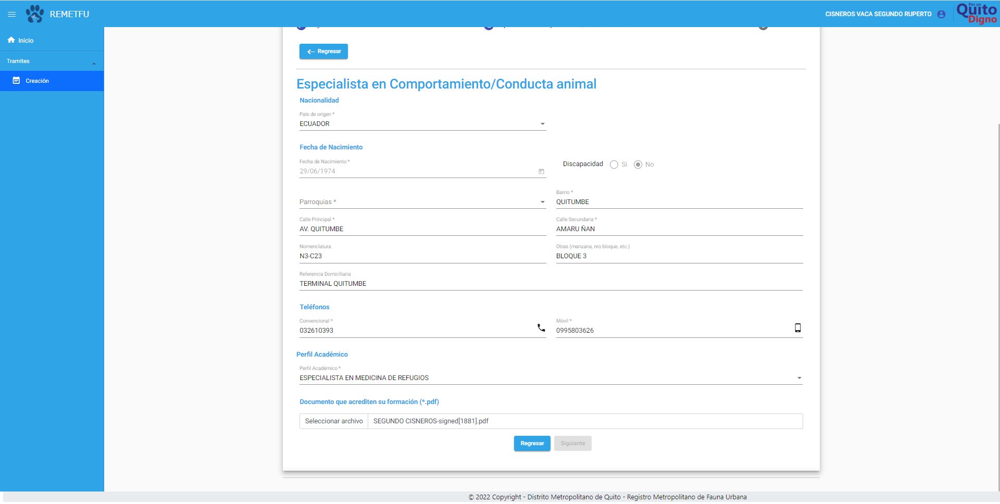 REMETFU
CISNEROS VACA SEGUNDO RUPERTO
Por un
Quito
Digno
Inicio
Tramites
Creación
Regresar
Especialista en Comportamiento/Conducta animal
Nacionalidad
País de origen *
ECUADOR
Fecha de Nacimiento
Fecha de Nacimiento *
29/06/1974
Discapacidad Si No
Parroquias *
Barrio *
QUITUMBE
Calle Principal *
AV. QUITUMBE
Calle Secundaria *
AMARU ÑAN
Nomenclatura
N3-C23
Otras (manzana, nro bloque, etc.)
BLOQUE 3
Referencia Domiciliaria
TERMINAL QUITUMBE
Teléfonos
Convencional *
032610393
Móvil *
0995803626
Perfil Académico
Perfil Académico *
ESPECIALISTA EN MEDICINA DE REFUGIOS
Documento que acrediten su formación (*.pdf)
Seleccionar archivo SEGUNDO CISNEROS-signed[1881].pdf
Regresar Siguiente
© 2022 Copyright - Distrito Metropolitano de Quito - Registro Metropolitano de Fauna Urbana